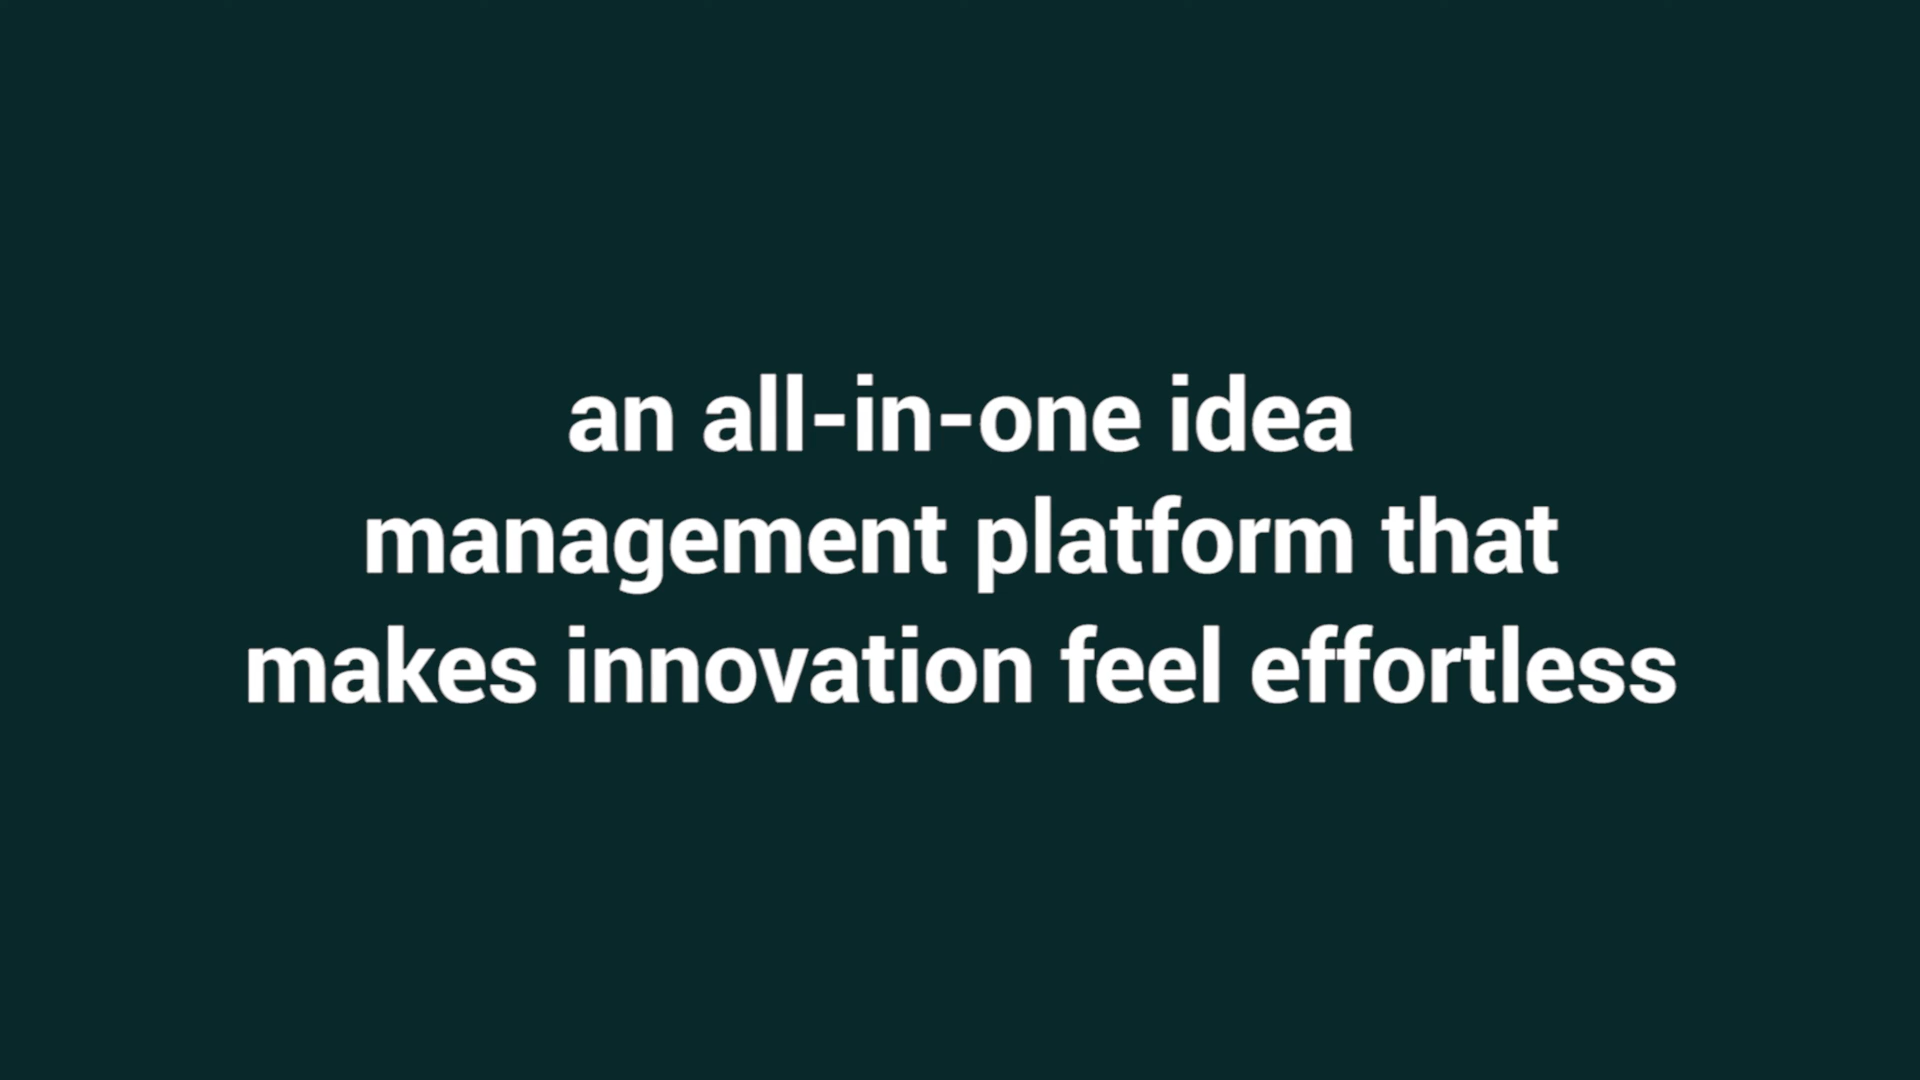 an all-in-one idea
management platform that
makes innovation feel effortless